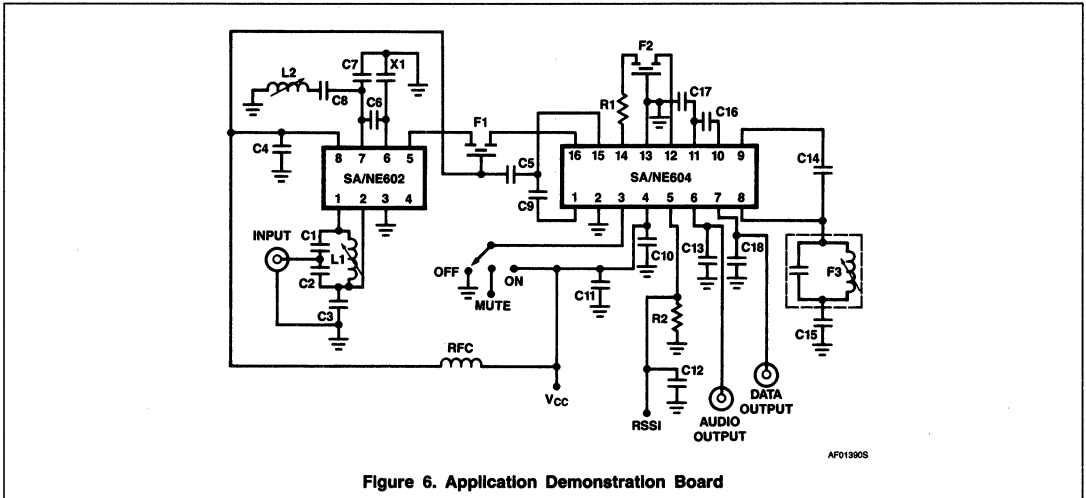 F2
C7
X1
L2
C17
C8
C6
R1
C16
F1
C4
8 7 6 5
16 15 14 13 12 11 10 9
C14
SA/NE602
C5
SA/NE604
1 2 3 4
C9
1 2 3 4 5 6 7 8
INPUT
C1
L1
C2
C3
OFF
ON
MUTE
C10
C13
C18
F3
C11
R2
C15
RFC
VCC
C12
RSSI
DATA
OUTPUT
AUDIO
OUTPUT
AF01390S
Figure 6. Application Demonstration Board